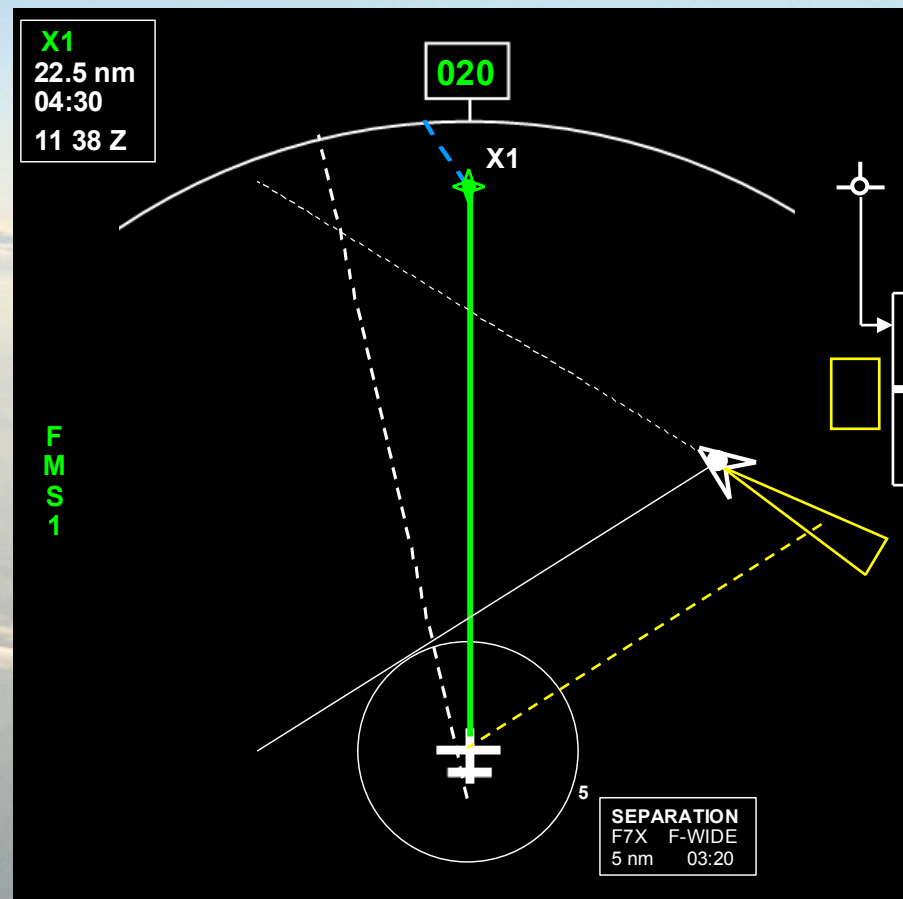 X1
22.5 nm
04:30
11 38 Z
020
X1
F
M
S
1
5
SEPARATION
F7X F-WIDE
5 nm 03:20